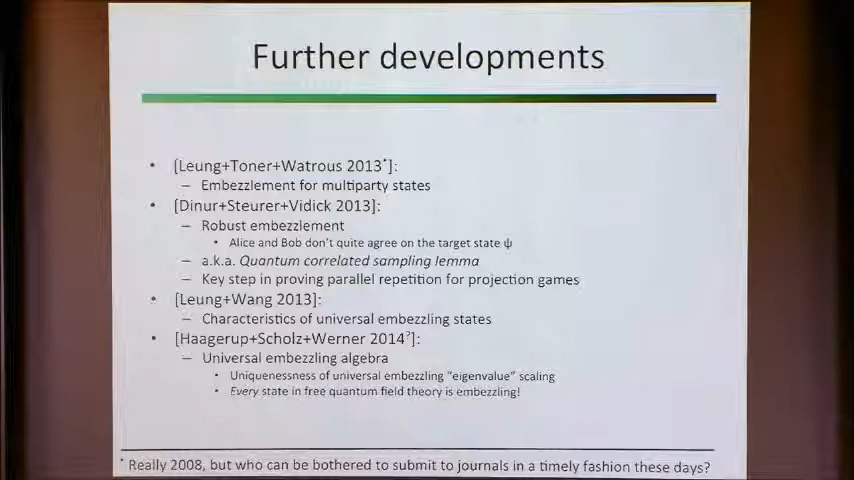 Further developments
• [Leung+Toner+Watrous 2013*]:
– Embezzlement for multiparty states
• [Dinur+Steurer+Vidick 2013]:
– Robust embezzlement
• Alice and Bob don't quite agree on the target state ψ
– a.k.a. Quantum correlated sampling lemma
– Key step in proving parallel repetition for projection games
• [Leung+Wang 2013]:
– Characteristics of universal embezzling states
• [Haagerup+Scholz+Werner 2014?]:
– Universal embezzling algebra
• Uniquenessness of universal embezzling "eigenvalue" scaling
• Every state in free quantum field theory is embezzling!
* Really 2008, but who can be bothered to submit to journals in a timely fashion these days?